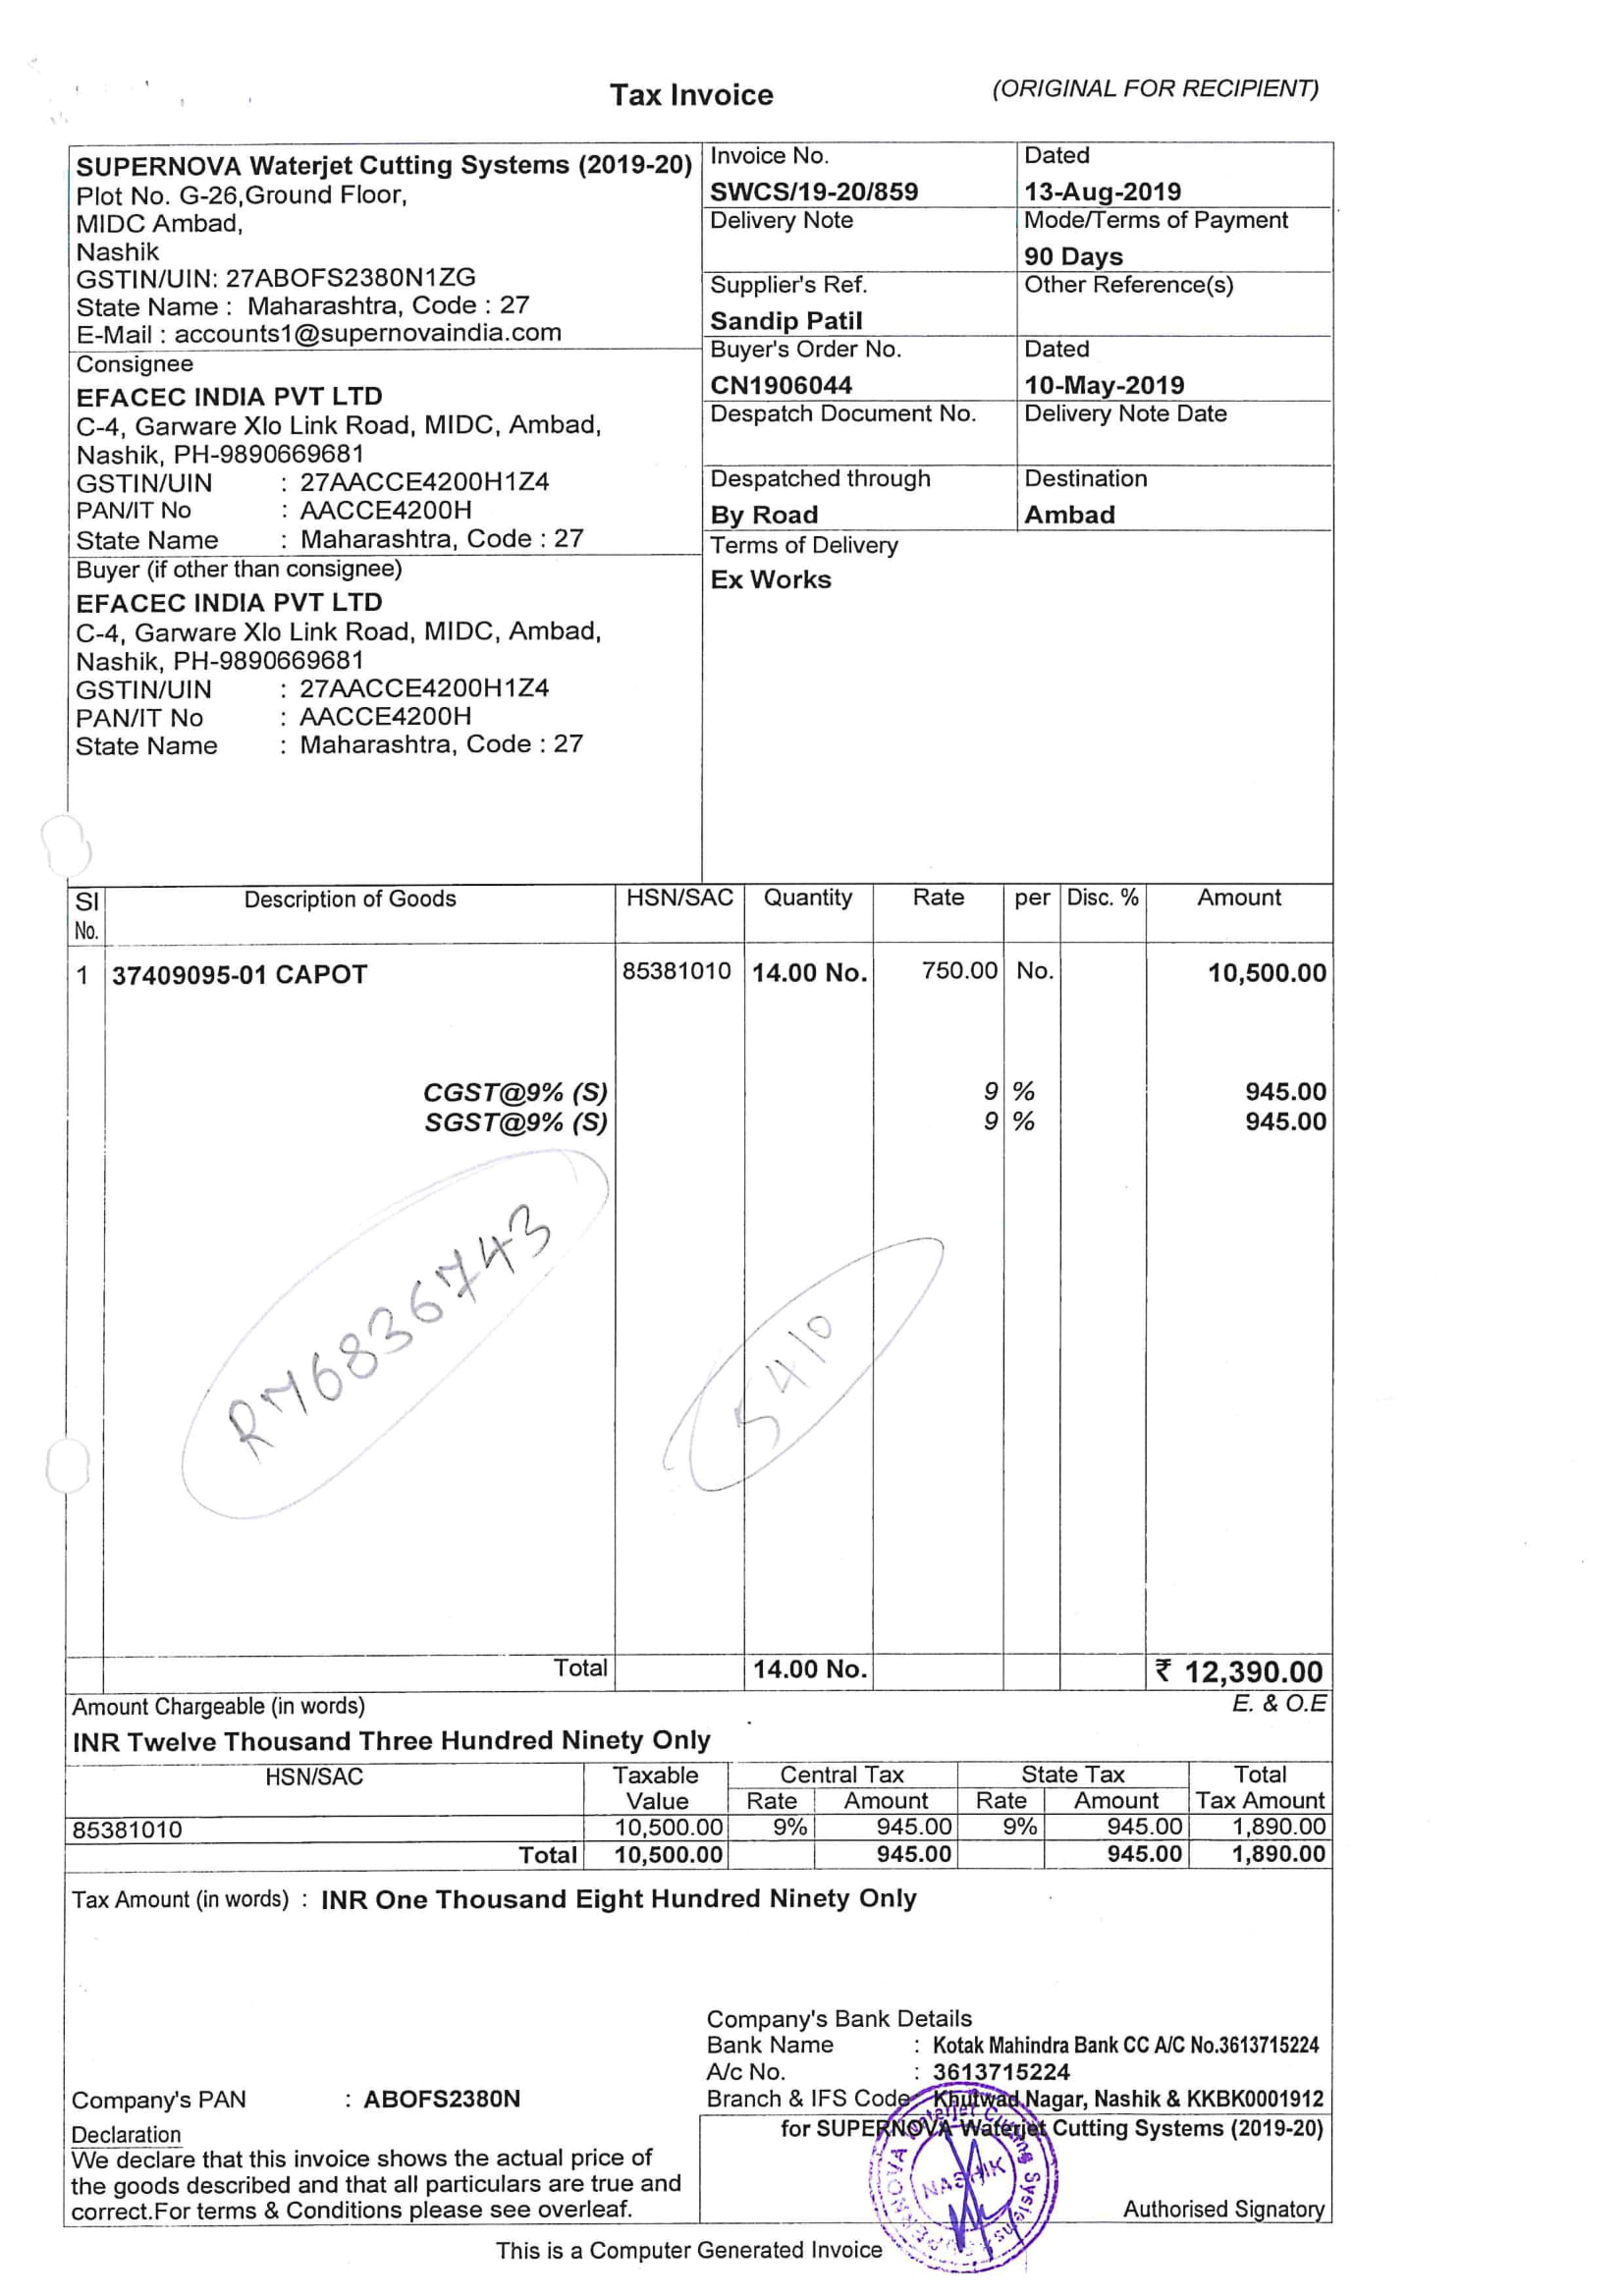 Tax Invoice
(ORIGINAL FOR RECIPIENT)
SUPERNOVA Waterjet Cutting Systems (2019-20)
Plot No. G-26,Ground Floor,
MIDC Ambad,
Nashik
GSTIN/UIN: 27ABOFS2380N1ZG
State Name : Maharashtra, Code : 27
E-Mail : accounts1@supernovaindia.com
Invoice No.
SWCS/19-20/859
Dated
13-Aug-2019
Delivery Note
Mode/Terms of Payment
90 Days
Supplier's Ref.
Sandip Patil
Other Reference(s)
Buyer's Order No.
CN1906044
Dated
10-May-2019
Despatch Document No.
Delivery Note Date
Despatched through
By Road
Destination
Ambad
Terms of Delivery
Ex Works
Consignee
EFACEC INDIA PVT LTD
C-4, Garware Xlo Link Road, MIDC, Ambad,
Nashik, PH-9890669681
GSTIN/UIN : 27AACCE4200H1Z4
PAN/IT No : AACCE4200H
State Name : Maharashtra, Code : 27
Buyer (if other than consignee)
EFACEC INDIA PVT LTD
C-4, Garware Xlo Link Road, MIDC, Ambad,
Nashik, PH-9890669681
GSTIN/UIN : 27AACCE4200H1Z4
PAN/IT No : AACCE4200H
State Name : Maharashtra, Code : 27
SI No. Description of Goods HSN/SAC Quantity Rate per Disc. % Amount
1 37409095-01 CAPOT 85381010 14.00 No. 750.00 No. 10,500.00
CGST@9% (S) 9 % 945.00
SGST@9% (S) 9 % 945.00
RM6836743
5410
Total 14.00 No. ₹ 12,390.00
Amount Chargeable (in words) E. & O.E
INR Twelve Thousand Three Hundred Ninety Only
HSN/SAC Taxable Value Central Tax State Tax Total Tax Amount
Rate Amount Rate Amount
85381010 10,500.00 9% 945.00 9% 945.00 1,890.00
Total 10,500.00 945.00 945.00 1,890.00
Tax Amount (in words) : INR One Thousand Eight Hundred Ninety Only
Company's Bank Details
Bank Name : Kotak Mahindra Bank CC A/C No.3613715224
A/c No. : 3613715224
Branch & IFS Code : Khutwad Nagar, Nashik & KKBK0001912
Company's PAN : ABOFS2380N
Declaration
We declare that this invoice shows the actual price of
the goods described and that all particulars are true and
correct.For terms & Conditions please see overleaf.
for SUPERNOVA Waterjet Cutting Systems (2019-20)
SUPERNOVA Waterjet Cutting Systems
NASHIK
Authorised Signatory
This is a Computer Generated Invoice